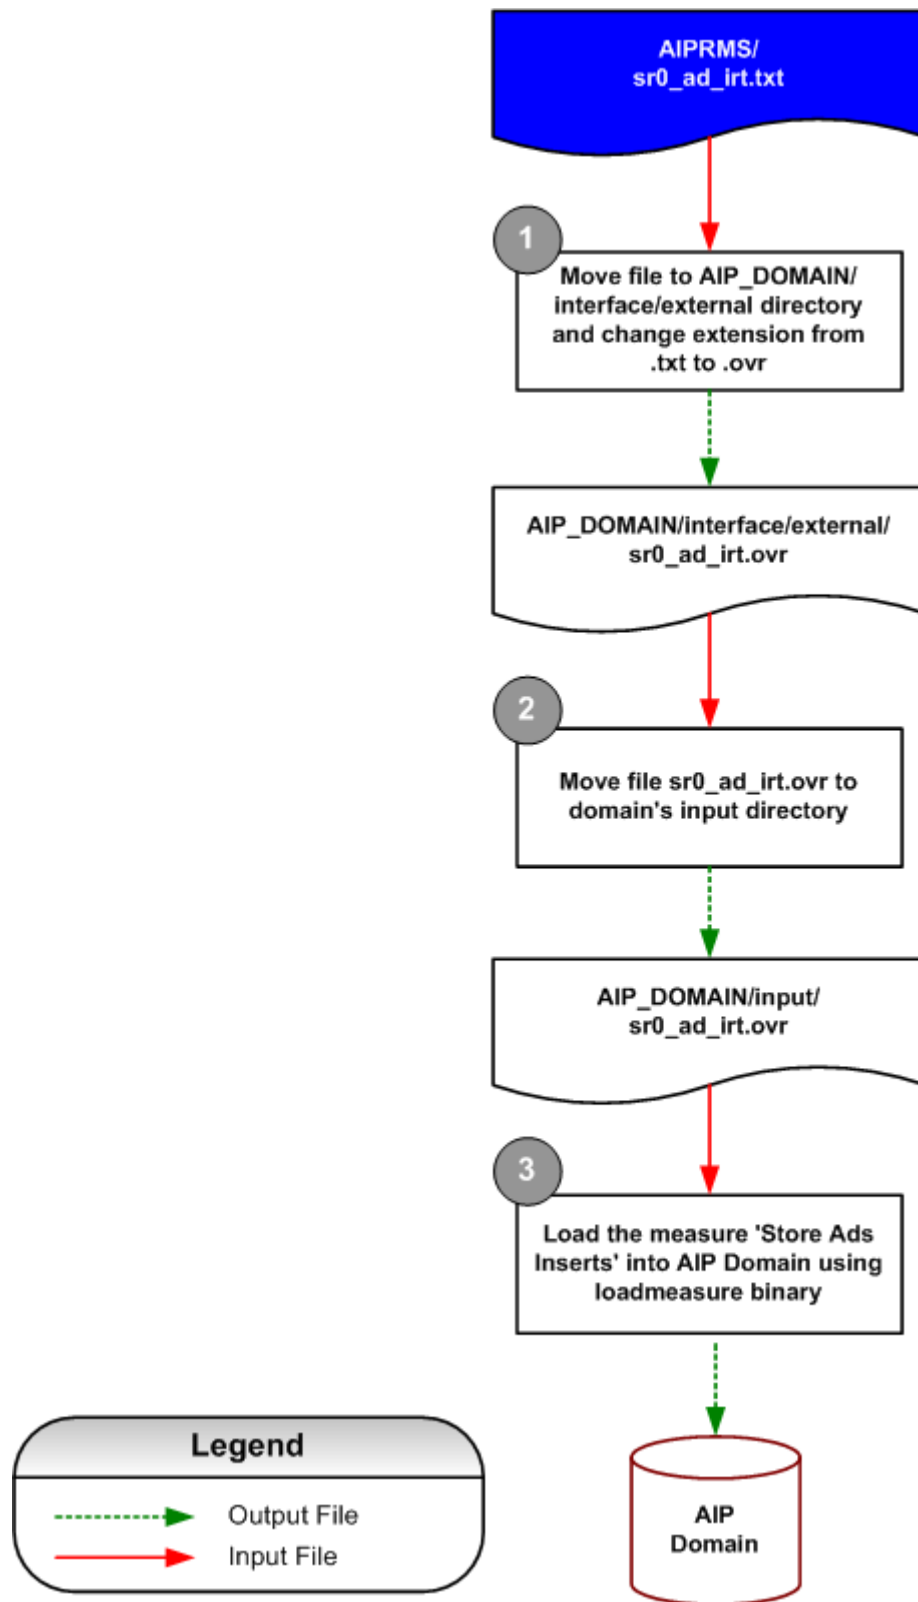 AIPRMS/
sr0_ad_irt.txt
1
Move file to AIP_DOMAIN/
interface/external directory
and change extension from
.txt to .ovr
AIP_DOMAIN/interface/external/
sr0_ad_irt.ovr
2
Move file sr0_ad_irt.ovr to
domain's input directory
AIP_DOMAIN/input/
sr0_ad_irt.ovr
3
Load the measure 'Store Ads
Inserts' into AIP Domain using
loadmeasure binary
AIP
Domain
Legend
Output File
Input File